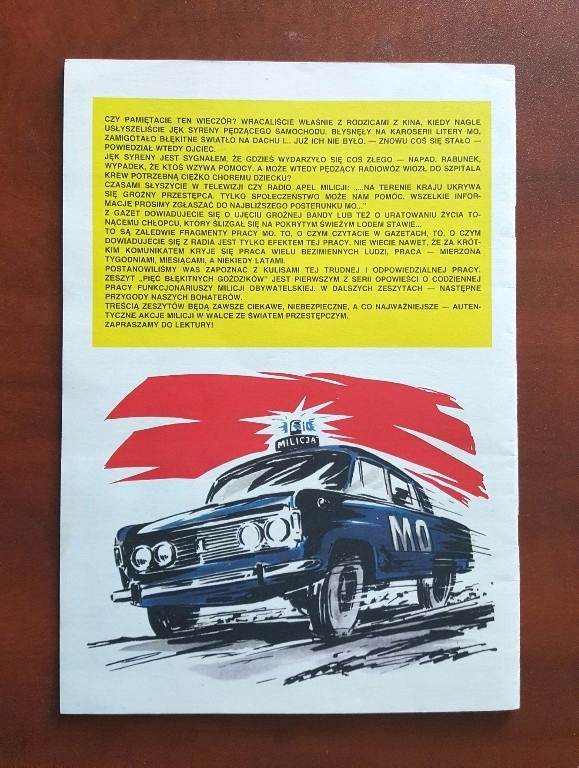 CZY PAMIĘTACIE TEN WIECZÓR? WRACALIŚCIE WŁAŚNIE Z RODZICAMI Z KINA, KIEDY NAGLE
USŁYSZELIŚCIE JĘK SYRENY PĘDZĄCEGO SAMOCHODU. BŁYSNĘŁY NA KAROSERII LITERY MO,
ZAMIGOTAŁO BŁĘKITNE ŚWIATŁO NA DACHU I... JUŻ ICH NIE BYŁO. — ZNOWU COŚ SIĘ STAŁO —
POWIEDZIAŁ WTEDY OJCIEC.
JĘK SYRENY JEST SYGNAŁEM, ŻE GDZIEŚ WYDARZYŁO SIĘ COŚ ZŁEGO — NAPAD, RABUNEK,
WYPADEK, ŻE KTOŚ WZYWA POMOCY. A MOŻE WTEDY PĘDZĄCY RADIOWÓZ WIÓZŁ DO SZPITALA
KREW POTRZEBNĄ CIĘŻKO CHOREMU DZIECKU?
CZASAMI SŁYSZYCIE W TELEWIZJI CZY RADIO APEL MILICJI: „...NA TERENIE KRAJU UKRYWA
SIĘ GROŹNY PRZESTĘPCA. TYLKO SPOŁECZEŃSTWO MOŻE NAM POMÓC. WSZELKIE INFOR-
MACJE PROSIMY ZGŁASZAĆ DO NAJBLIŻSZEGO POSTERUNKU MO..."
Z GAZET DOWIADUJECIE SIĘ O UJĘCIU GROŹNEJ BANDY LUB TEŻ O URATOWANIU ŻYCIA TO-
NĄCEMU CHŁOPCU, KTÓRY ŚLIZGAŁ SIĘ NA POKRYTYM ŚWIEŻYM LODEM STAWIE...
TO SĄ ZALEDWIE FRAGMENTY PRACY MO. TO, O CZYM CZYTACIE W GAZETACH, TO, O CZYM
DOWIADUJECIE SIĘ Z RADIA JEST TYLKO EFEKTEM TEJ PRACY. NIE WIECIE NAWET, ŻE ZA KRÓT-
KIM KOMUNIKATEM KRYJE SIĘ PRACA WIELU BEZIMIENNYCH LUDZI, PRACA — MIERZONA
TYGODNIAMI, MIESIĄCAMI, A NIEKIEDY LATAMI.
POSTANOWILIŚMY WAS ZAPOZNAĆ Z KULISAMI TEJ TRUDNEJ I ODPOWIEDZIALNEJ PRACY.
ZESZYT „PIĘĆ BŁĘKITNYCH GOŹDZIKÓW" JEST PIERWSZYM Z SERII OPOWIEŚCI O CODZIENNEJ
PRACY FUNKCJONARIUSZY MILICJI OBYWATELSKIEJ. W DALSZYCH ZESZYTACH — NASTĘPNE
PRZYGODY NASZYCH BOHATERÓW.
TREŚCIĄ ZESZYTÓW BĘDĄ ZAWSZE CIEKAWE, NIEBEZPIECZNE, A CO NAJWAŻNIEJSZE — AUTEN-
TYCZNE AKCJE MILICJI W WALCE ZE ŚWIATEM PRZESTĘPCZYM.
ZAPRASZAMY DO LEKTURY!
MILICJA
MO